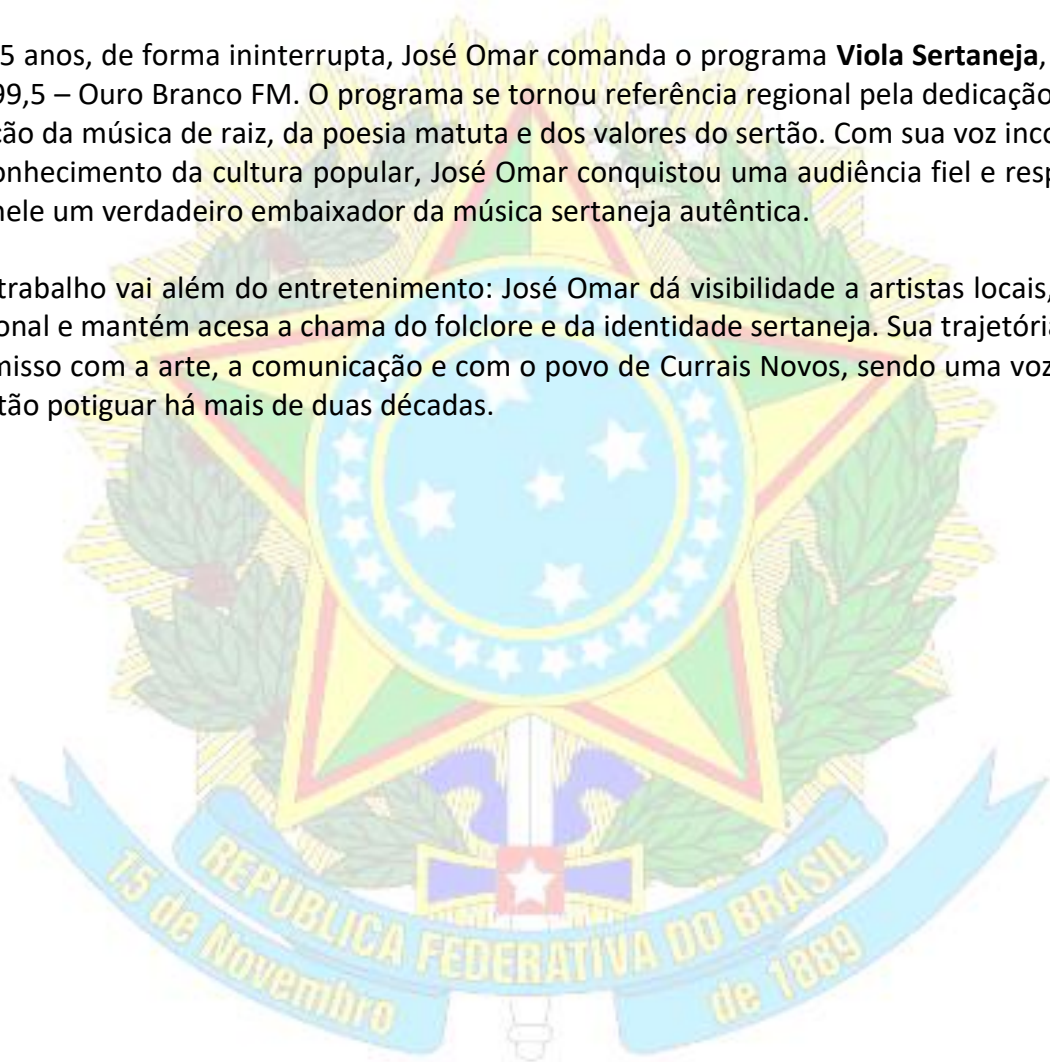 5 anos, de forma ininterrupta, José Omar comanda o programa Viola Sertaneja,
99,5 – Ouro Branco FM. O programa se tornou referência regional pela dedicação
ção da música de raiz, da poesia matuta e dos valores do sertão. Com sua voz inco
onhecimento da cultura popular, José Omar conquistou uma audiência fiel e resp
nele um verdadeiro embaixador da música sertaneja autêntica.
trabalho vai além do entretenimento: José Omar dá visibilidade a artistas locais,
onal e mantém acesa a chama do folclore e da identidade sertaneja. Sua trajetória
misso com a arte, a comunicação e com o povo de Currais Novos, sendo uma voz
tão potiguar há mais de duas décadas.
REPUBLICA FEDERATIVA DO BRASIL
15 de Novembro de 1889